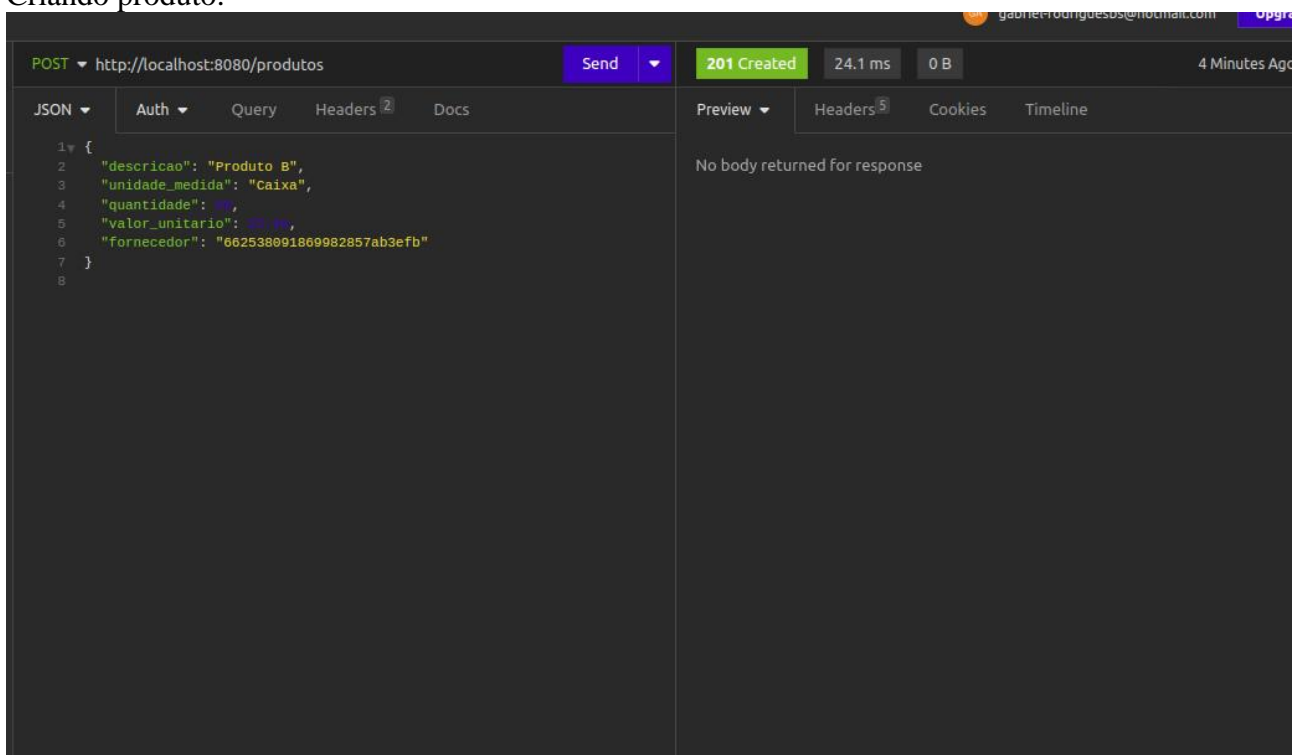 Criando produto:
gabriel-rodriguesbs@hotmail.com
POST http://localhost:8080/produtos Send 201 Created 24.1 ms 0 B 4 Minutes Ago
JSON Auth Query Headers 2 Docs Preview Headers 5 Cookies Timeline
1 {
2 "descricao": "Produto B",
3 "unidade_medida": "Caixa",
4 "quantidade": ,
5 "valor_unitario": ,
6 "fornecedor": "662538091869982857ab3efb"
7 }
8
No body returned for response